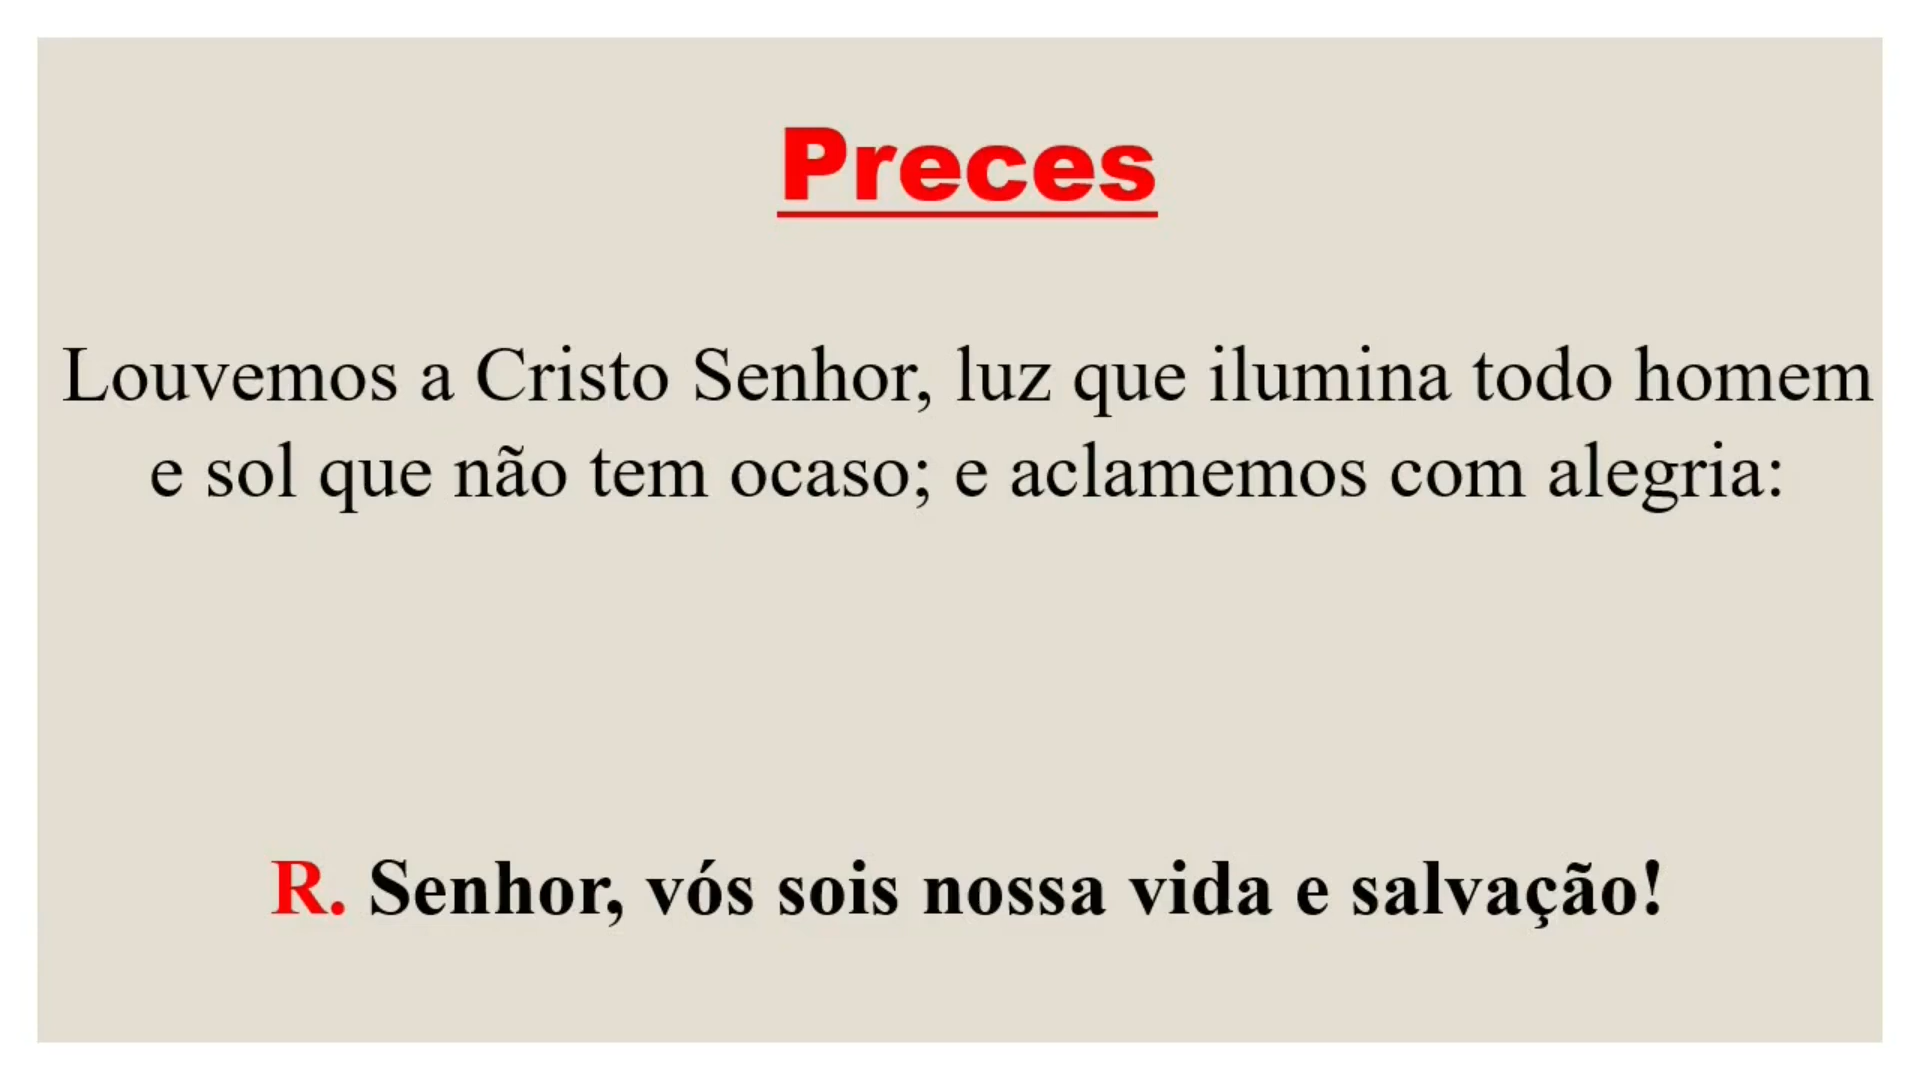 Preces
Louvemos a Cristo Senhor, luz que ilumina todo homem
e sol que não tem ocaso; e aclamemos com alegria:
R. Senhor, vós sois nossa vida e salvação!